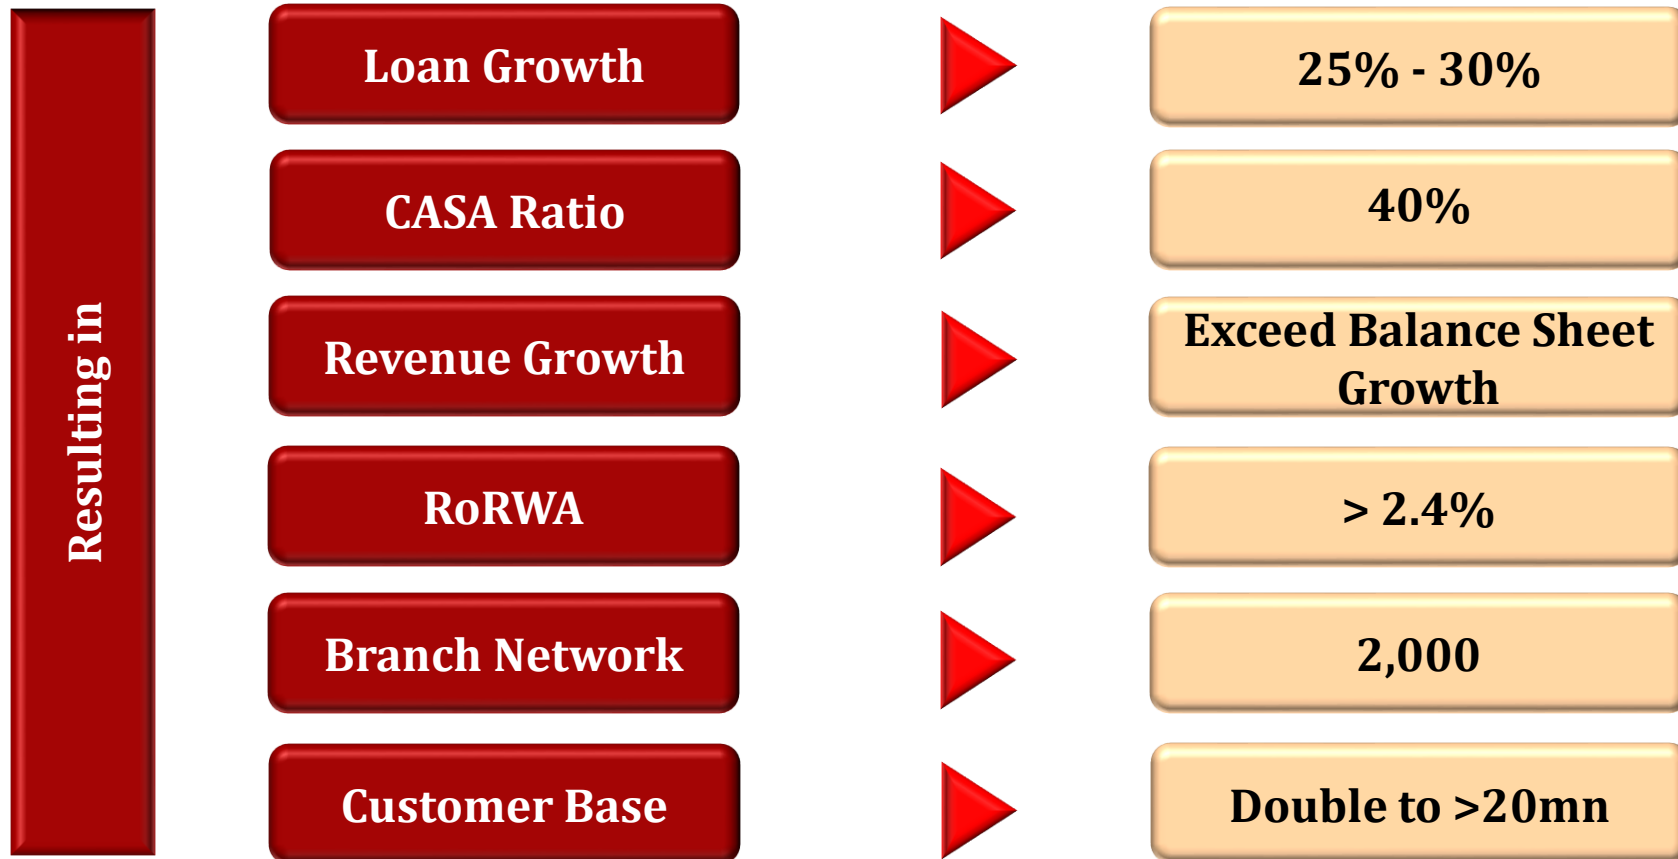 Resulting in
Loan Growth
25% - 30%
CASA Ratio
40%
Revenue Growth
Exceed Balance Sheet
Growth
RoRWA
> 2.4%
Branch Network
2,000
Customer Base
Double to >20mn